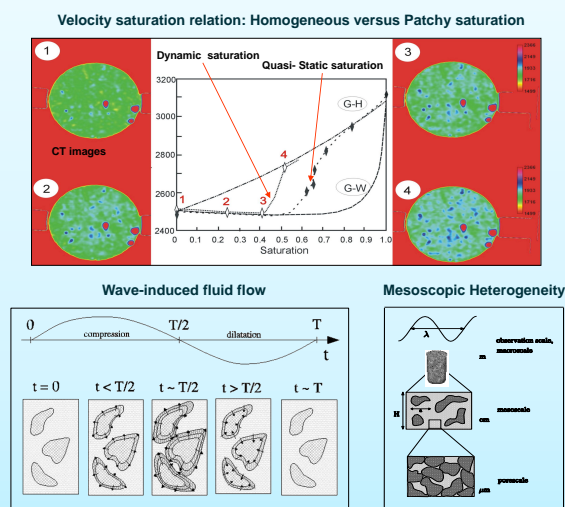 Velocity saturation relation: Homogeneous versus Patchy saturation
1
CT images
2
Dynamic saturation
Quasi- Static saturation
3200
3000
2800
2600
2400
G-H
G-W
1
2
3
4
0 0.1 0.2 0.3 0.4 0.5 0.6 0.7 0.8 0.9 1.0
Saturation
3
4
Wave-induced fluid flow
0 T/2 T
compression dilatation
t
t = 0 t < T/2 t ~ T/2 t > T/2 t ~ T
Mesoscopic Heterogeneity
λ
observation scale,
macroscale
m
H
a
mesoscale
cm
porescale
μm